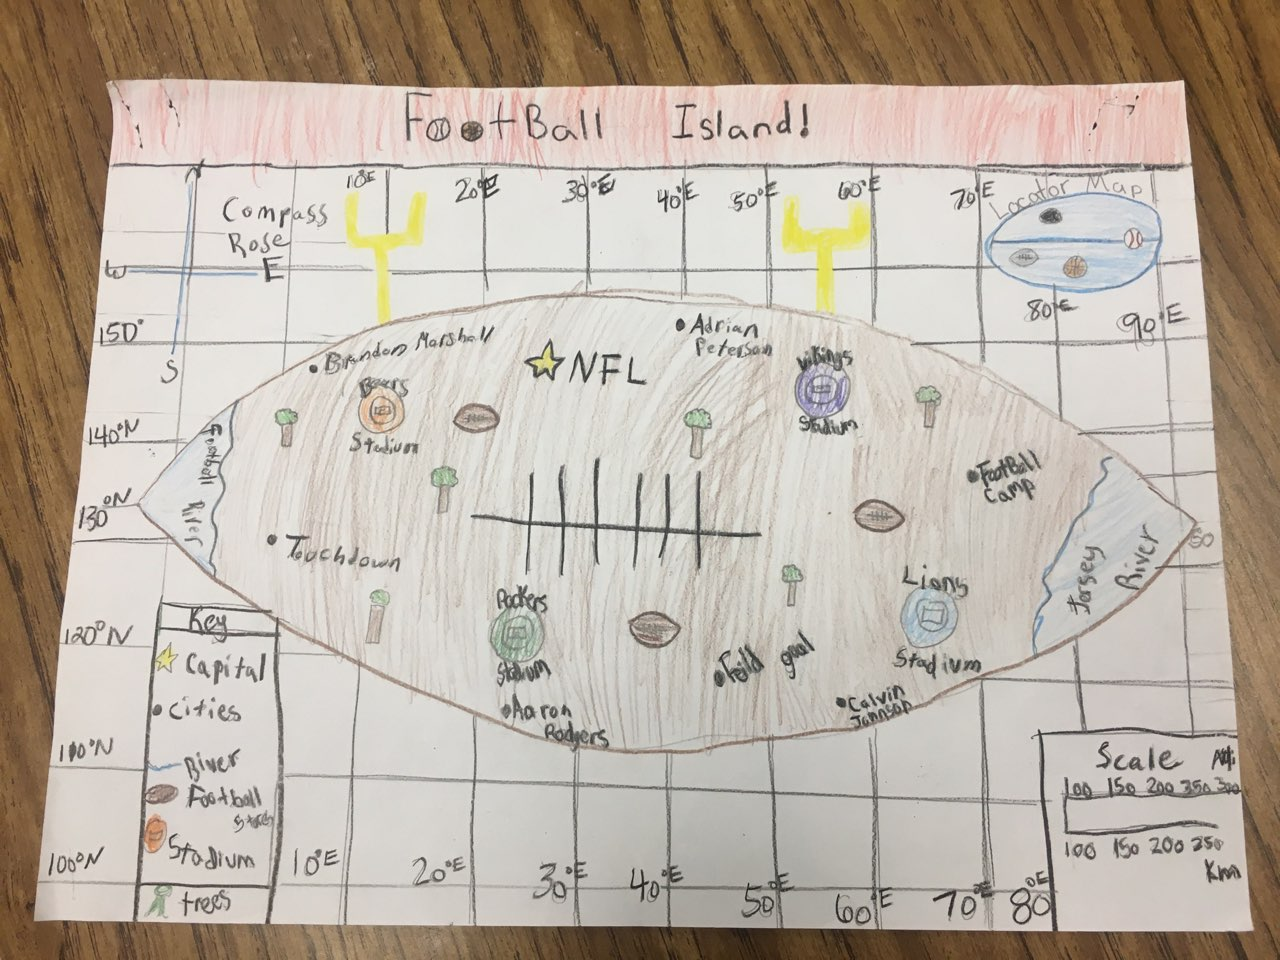 FootBall Island!
Compass
Rose
W
E
S
10°E
20°E
30°E
40°E
50°E
60°E
70°E
Locator Map
80°E
90°E
150°
140°N
130°N
120°N
110°N
100°N
Brandon Marshall
Adrian
Peterson
NFL
Bears
Stadium
Vikings
Stadium
Football
River
FootBall
Camp
Touchdown
Jersey
River
Packers
Stadium
Lions
Stadium
Feild goal
Aaron
Rodgers
Calvin
Johnson
Key
Capital
Cities
River
Football
Stadium
trees
Scale
100 150 200 350 300
100 150 200 250
Km
10°E
20°E
30°E
40°E
50°E
60°E
70°E
80°E